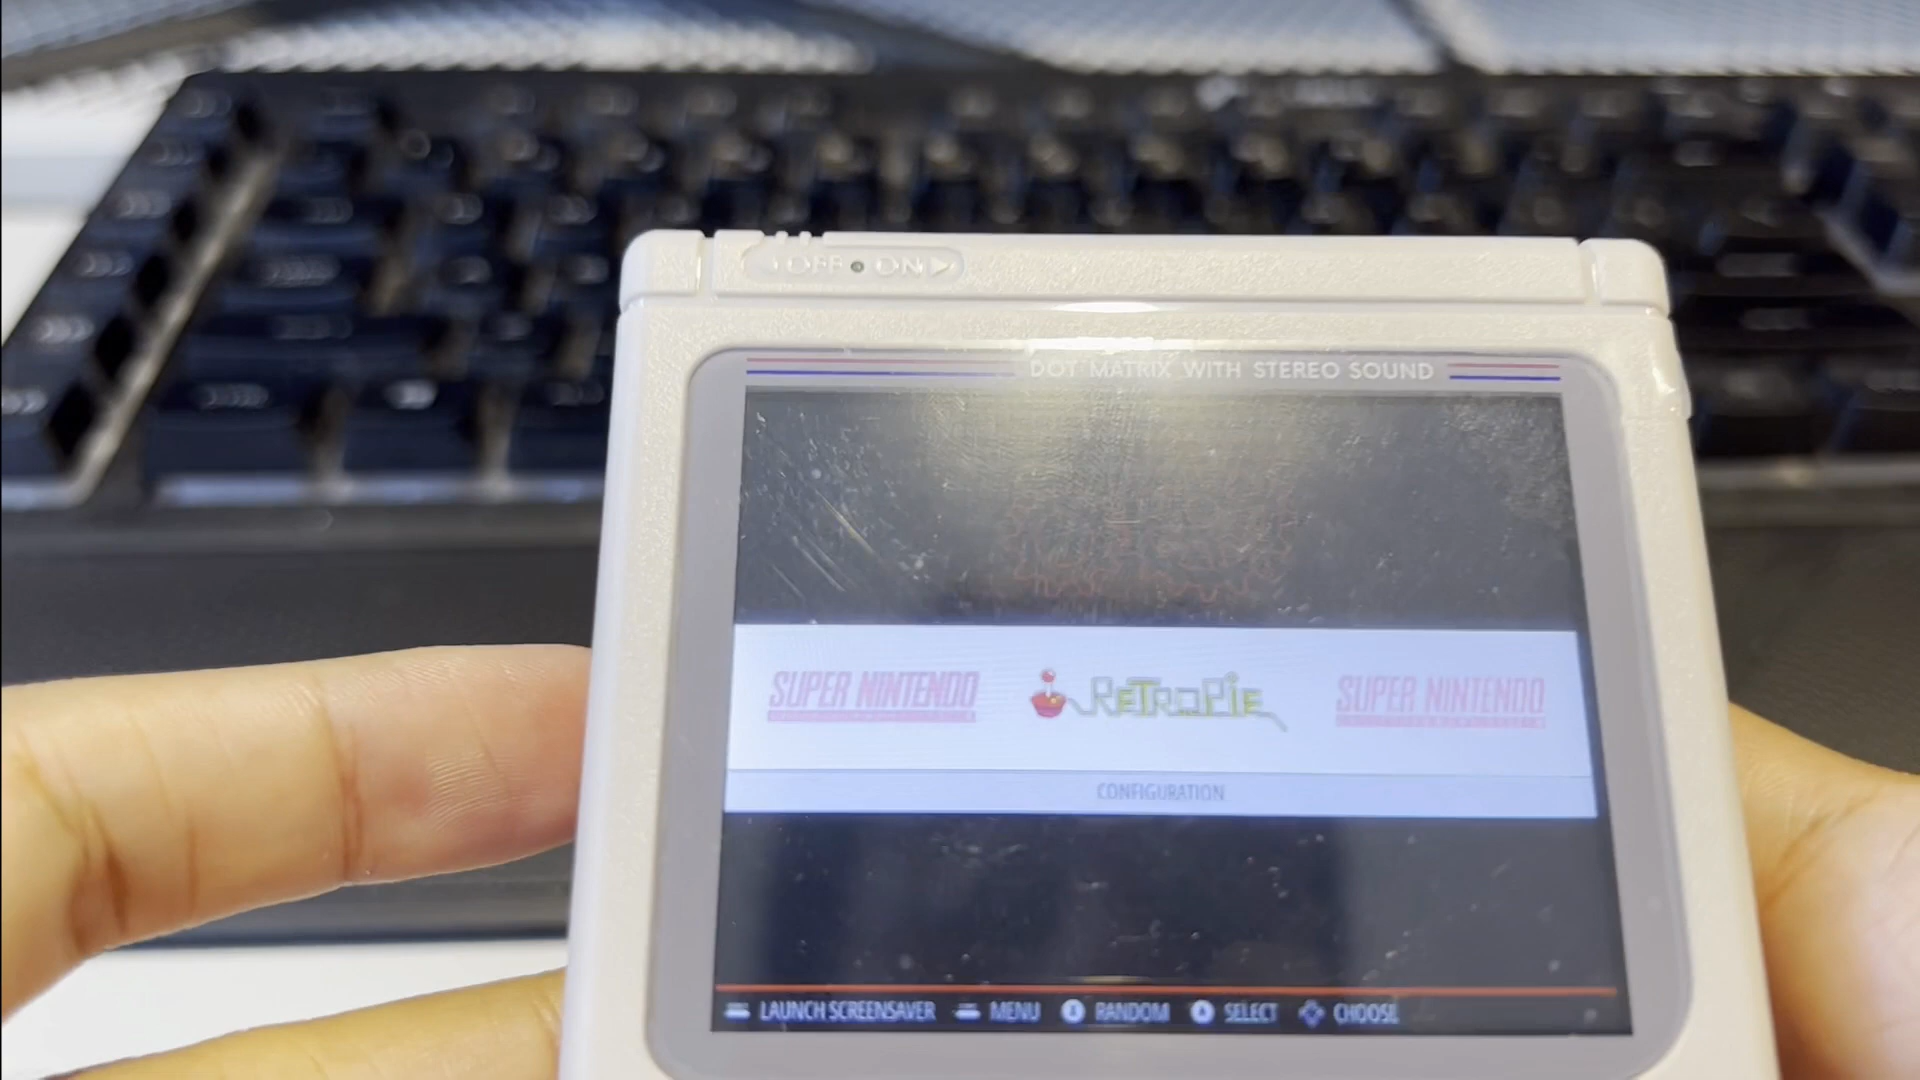 OFF ON
DOT MATRIX WITH STEREO SOUND
SUPER NINTENDO RETROPIE SUPER NINTENDO
CONFIGURATION
LAUNCH SCREENSAVER MENU RANDOM SELECT CHOOSE